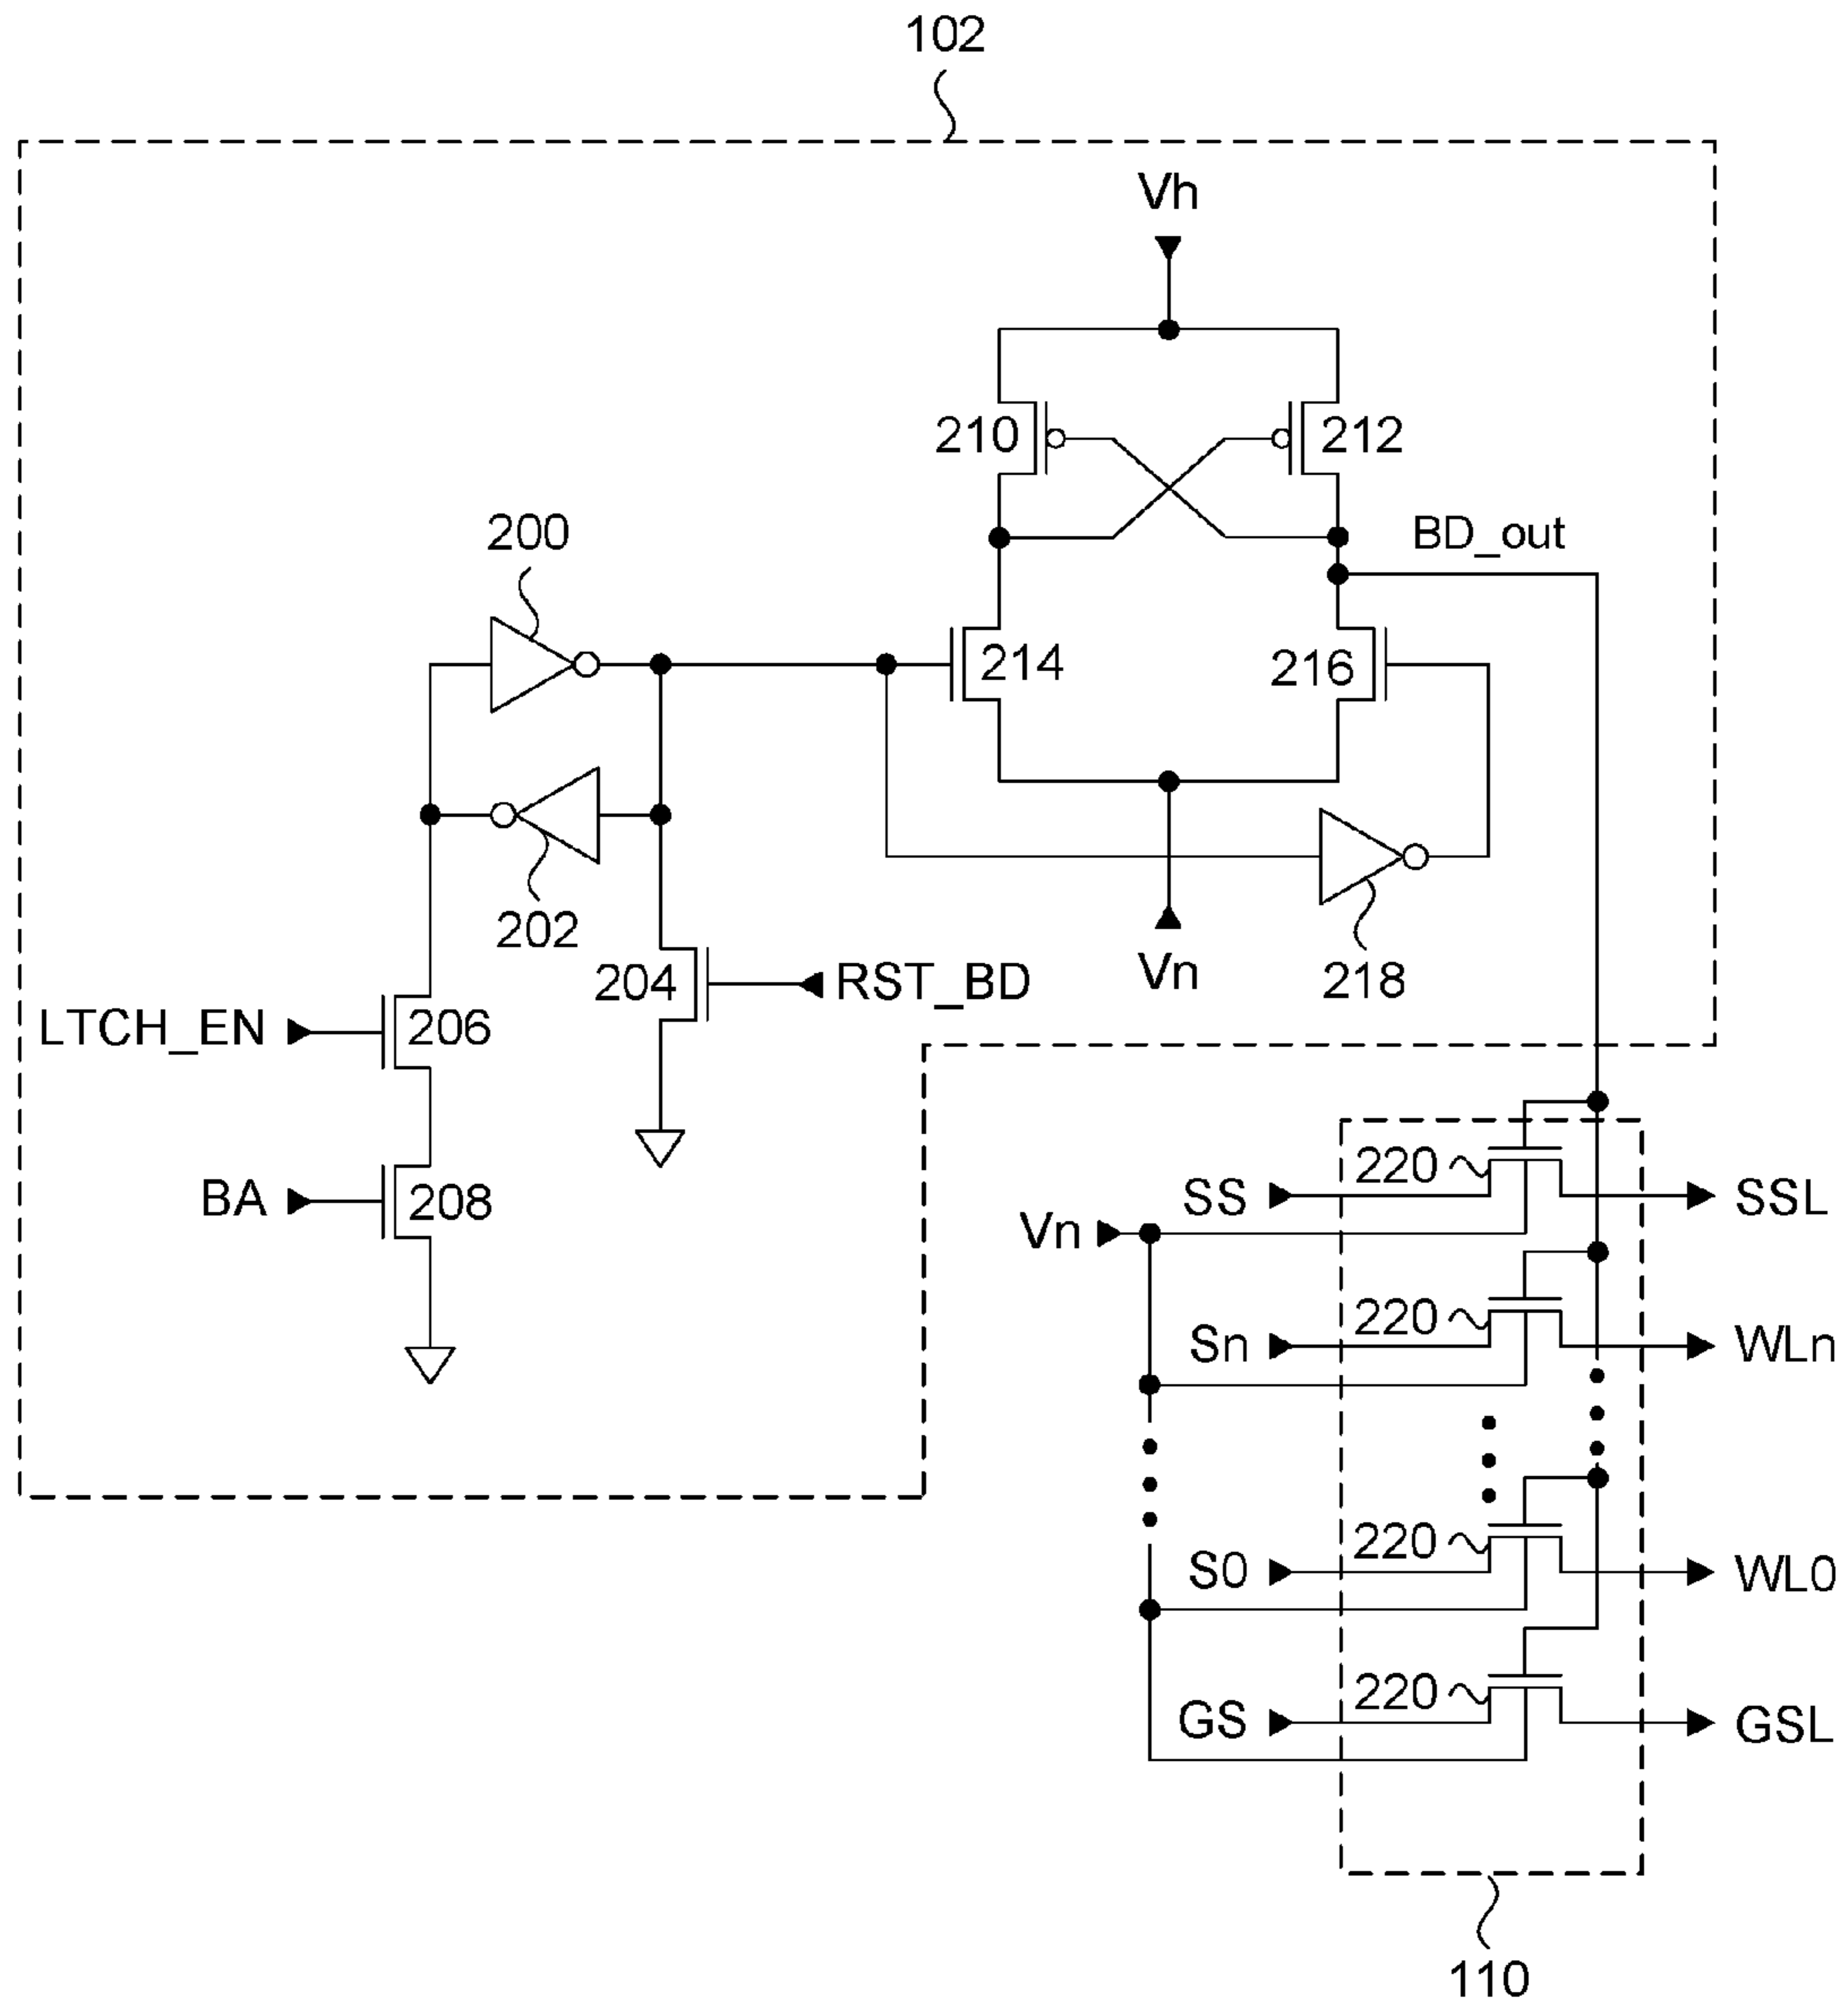 102
Vh
210
212
BD_out
200
214
216
202
204
RST_BD
Vn
218
LTCH_EN
206
BA
208
220
SS
SSL
Vn
220
Sn
WLn
220
S0
WL0
220
GS
GSL
110